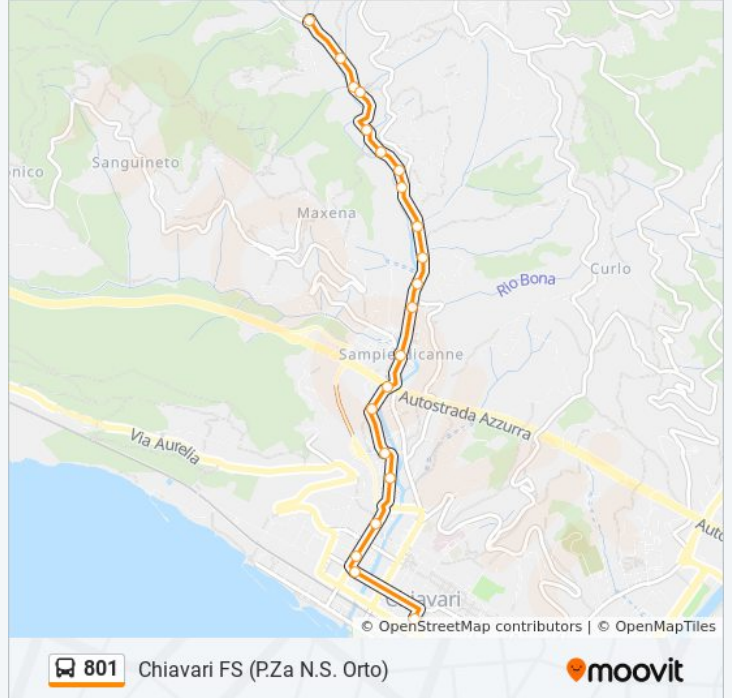 Sanguineto
nico
Maxena
Curlo
Rio Bona
Sampierdicanne
Autostrada Azzurra
Via Aurelia
Auto
Chiavari
© OpenStreetMap contributors | © OpenMapTiles
801 Chiavari FS (P.Za N.S. Orto)
moovit